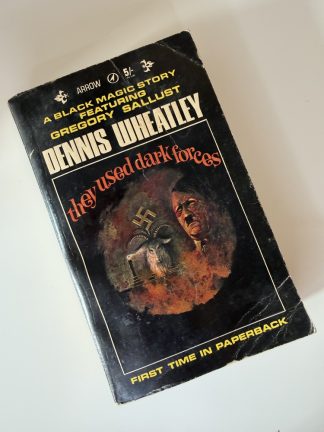 ARROW 5/-
A BLACK MAGIC STORY
FEATURING
GREGORY SALLUST
DENNIS WHEATLEY
they used dark forces
FIRST TIME IN PAPERBACK